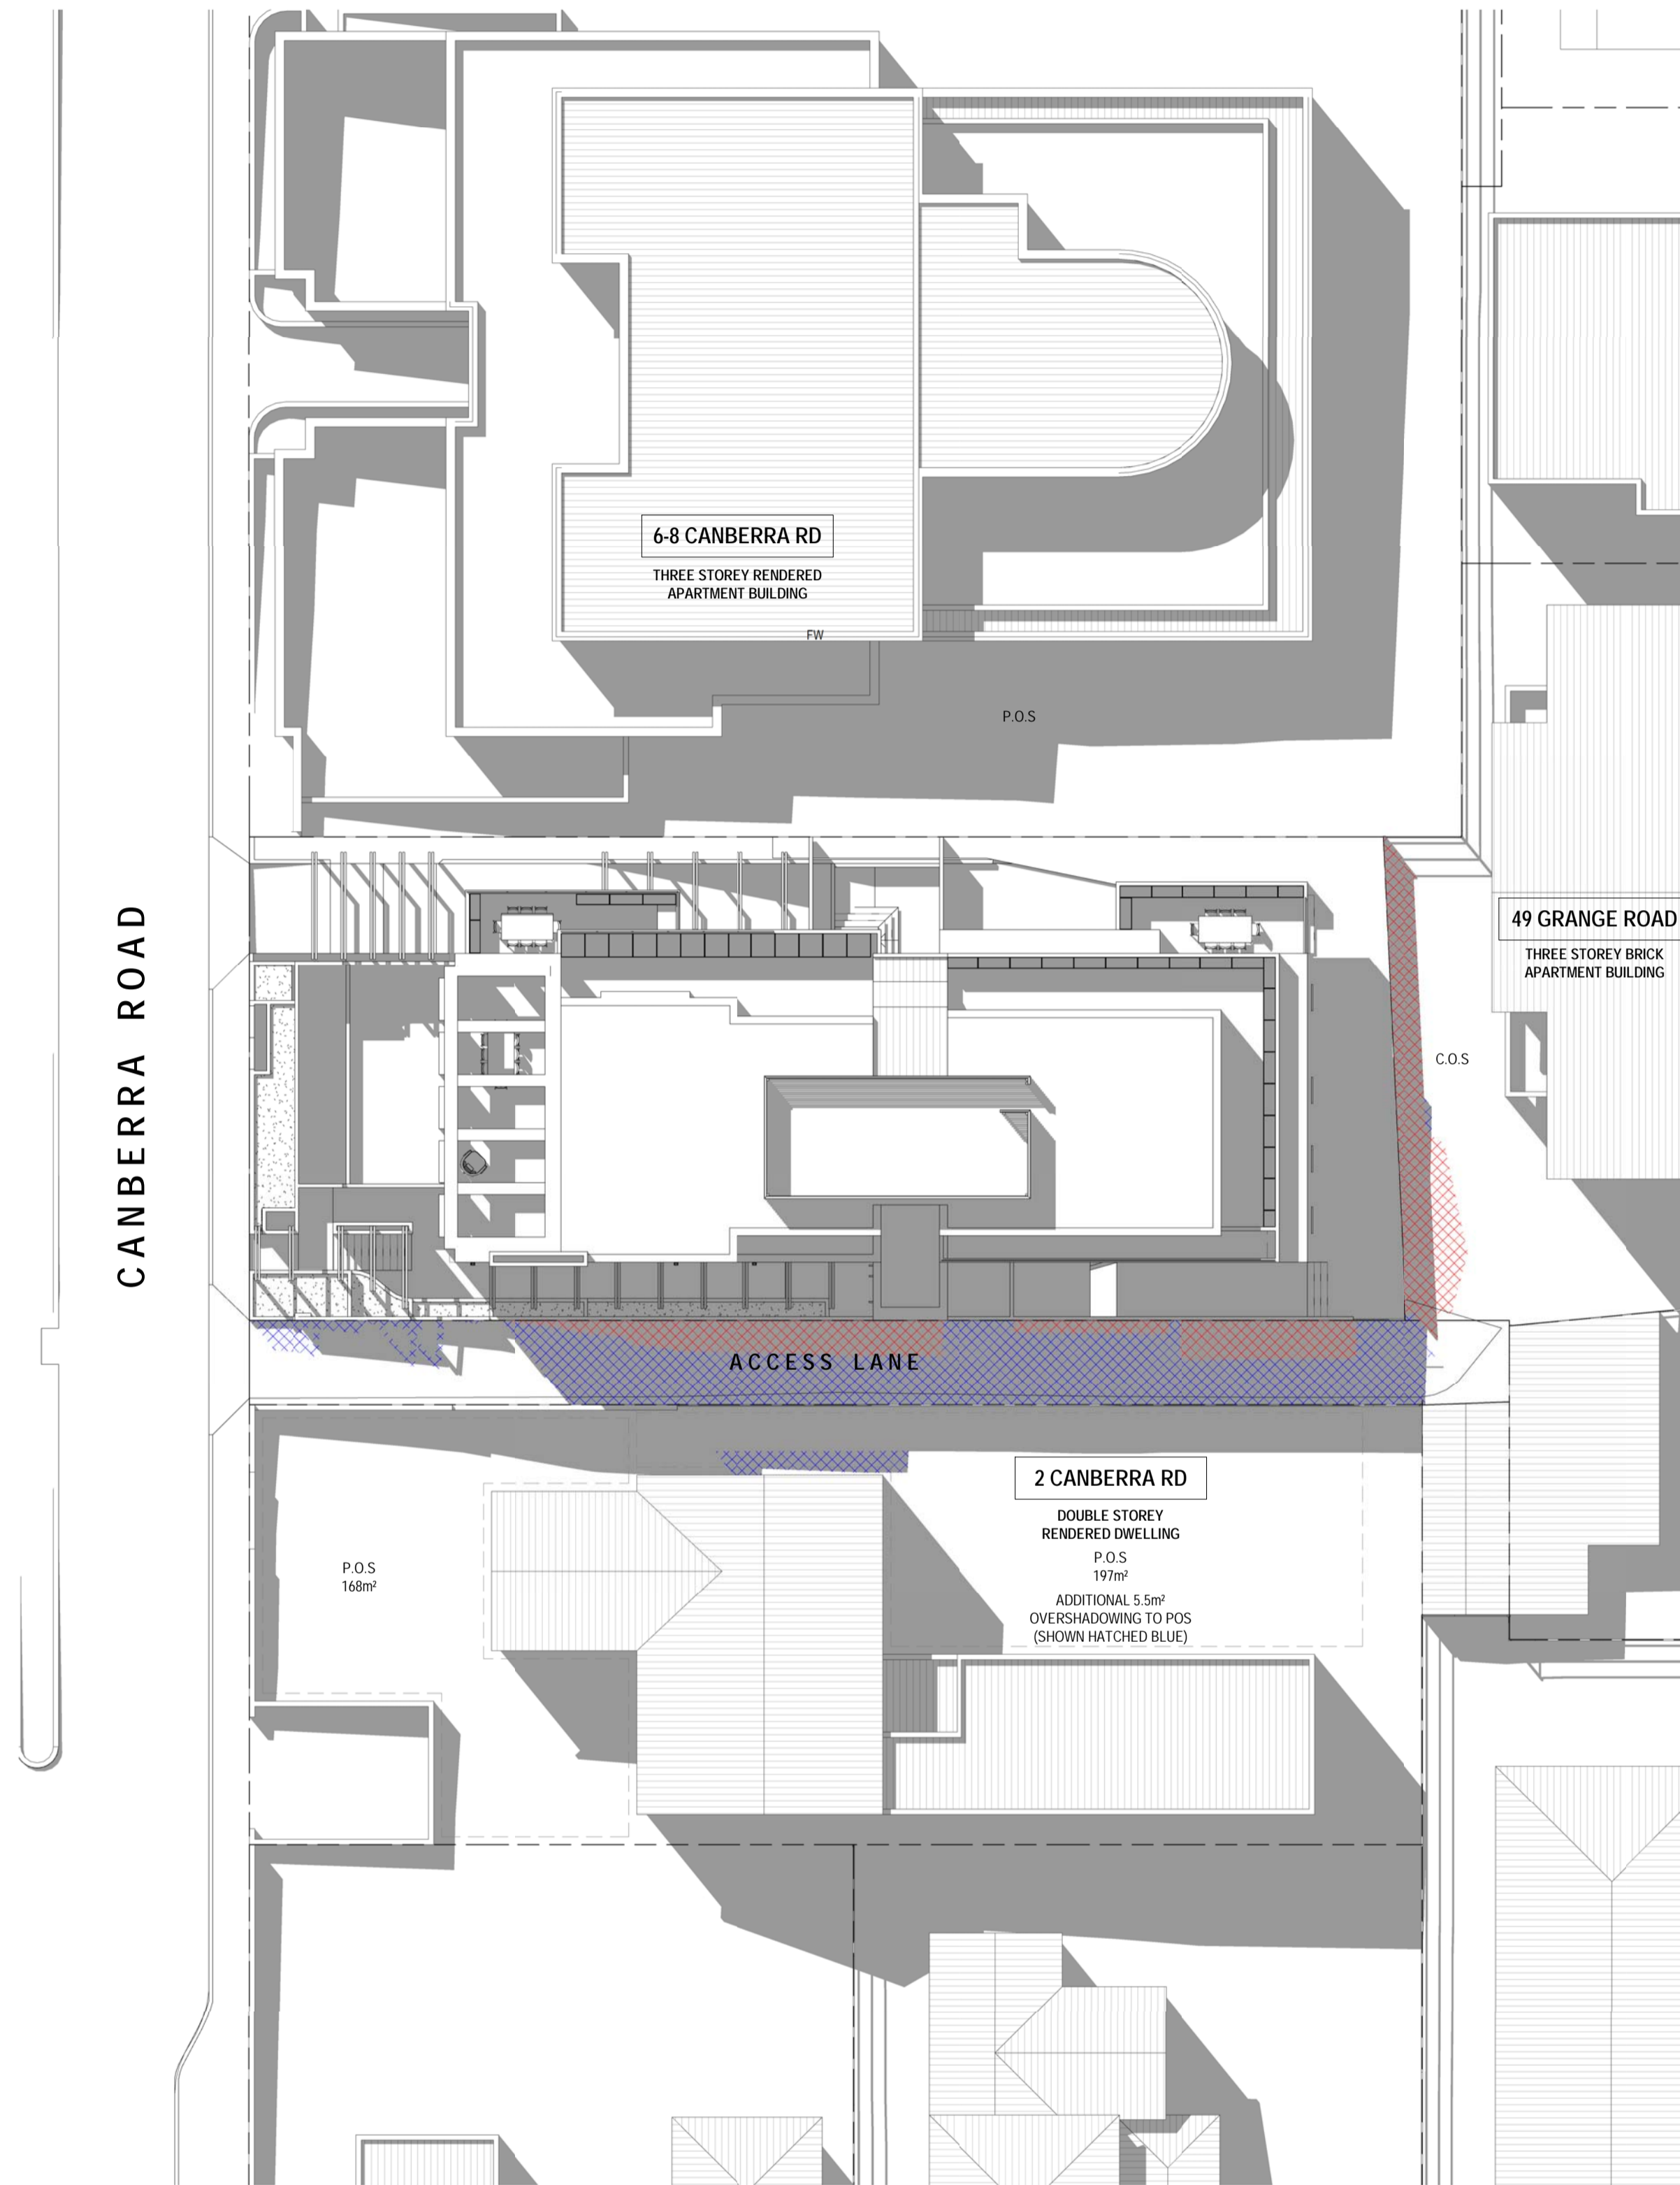 6-8 CANBERRA RD
THREE STOREY RENDERED
APARTMENT BUILDING
FW
P.O.S
CANBERRA ROAD
49 GRANGE ROAD
THREE STOREY BRICK
APARTMENT BUILDING
C.O.S
ACCESS LANE
2 CANBERRA RD
DOUBLE STOREY
RENDERED DWELLING
P.O.S
197m²
ADDITIONAL 5.5m²
OVERSHADOWING TO POS
(SHOWN HATCHED BLUE)
P.O.S
168m²